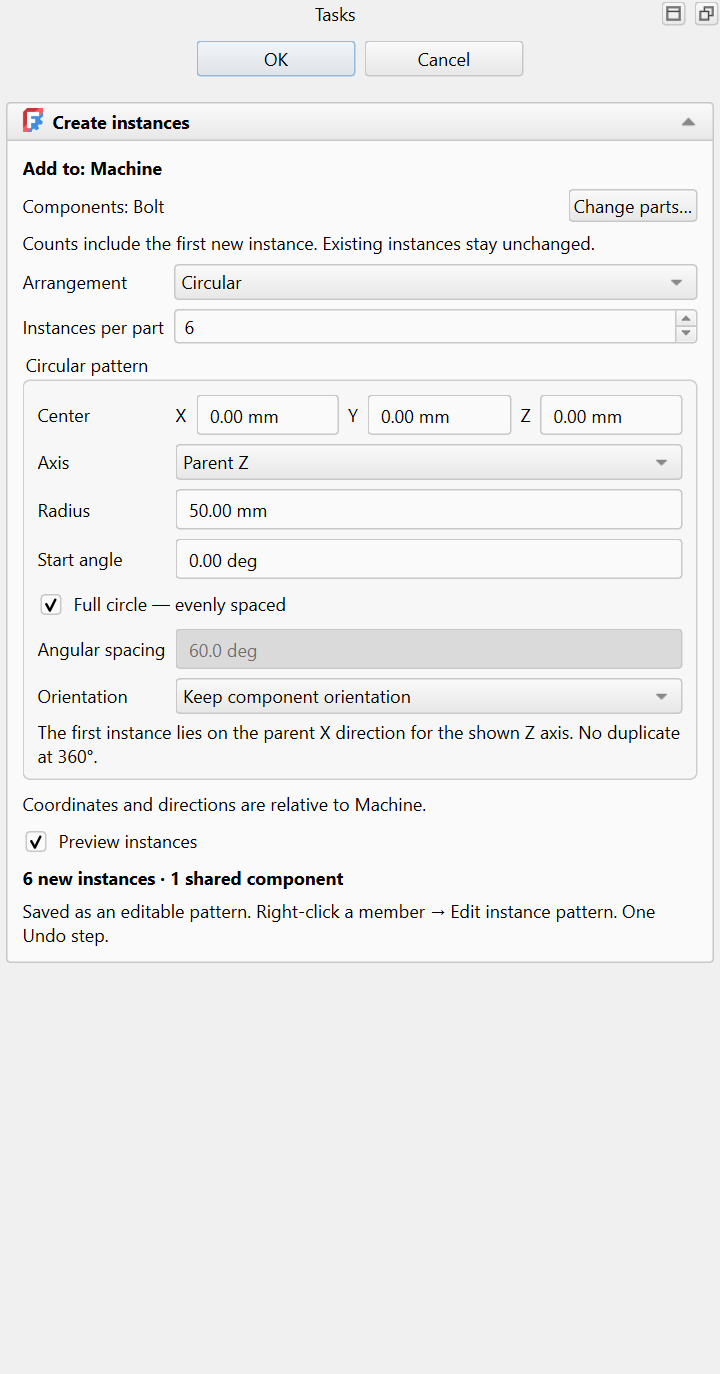 Tasks
OK
Cancel
Create instances
Add to: Machine
Components: Bolt
Change parts...
Counts include the first new instance. Existing instances stay unchanged.
Arrangement
Circular
Instances per part
6
Circular pattern
Center
X
0.00 mm
Y
0.00 mm
Z
0.00 mm
Axis
Parent Z
Radius
50.00 mm
Start angle
0.00 deg
Full circle — evenly spaced
Angular spacing
60.0 deg
Orientation
Keep component orientation
The first instance lies on the parent X direction for the shown Z axis. No duplicate
at 360°.
Coordinates and directions are relative to Machine.
Preview instances
6 new instances · 1 shared component
Saved as an editable pattern. Right-click a member → Edit instance pattern. One
Undo step.